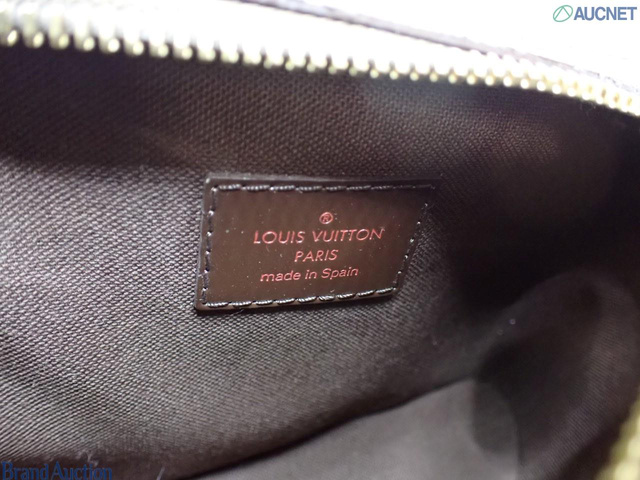 AUCNET
®
LOUIS VUITTON
PARIS
made in Spain
Brand Auction